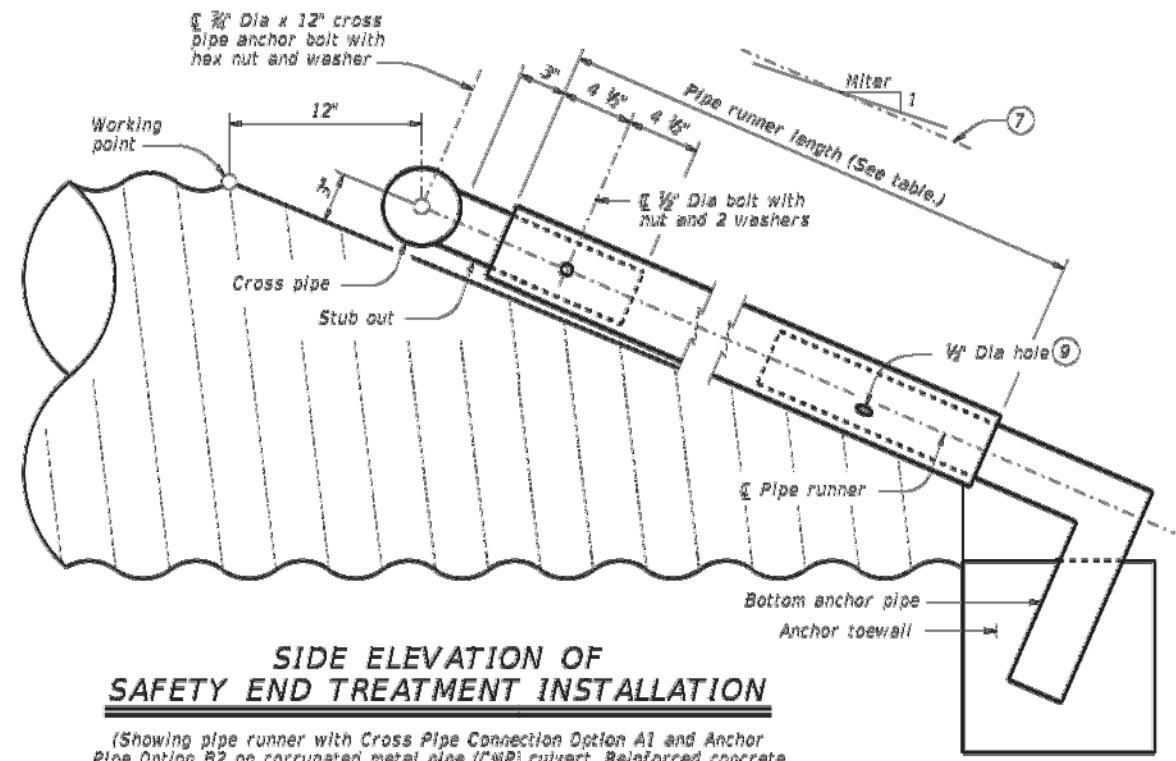 ℄ ¾" Dia x 12" cross
pipe anchor bolt with
hex nut and washer
3"
4 ½"
4 ½"
Pipe runner length (See table.)
Miter
1
7
12"
Working
point
℄ ½" Dia bolt with
nut and 2 washers
Cross pipe
Stub out
½" Dia hole 9
℄ Pipe runner
Bottom anchor pipe
Anchor toewall
SIDE ELEVATION OF
SAFETY END TREATMENT INSTALLATION
(Showing pipe runner with Cross Pipe Connection Option A1 and Anchor
Pipe Option B2 on corrugated metal pipe (CMP) culvert. Reinforced concrete